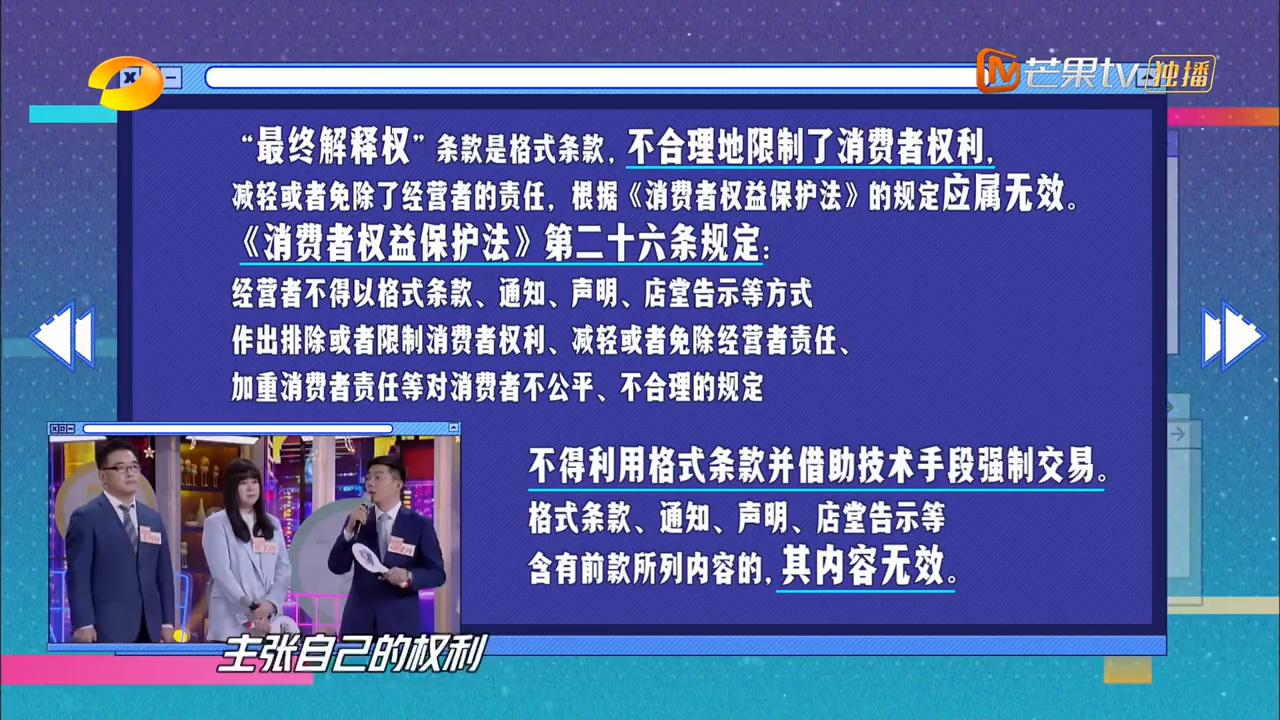 芒果tv 独播
“最终解释权”条款是格式条款，不合理地限制了消费者权利，
减轻或者免除了经营者的责任，根据《消费者权益保护法》的规定应属无效。
《消费者权益保护法》第二十六条规定：
经营者不得以格式条款、通知、声明、店堂告示等方式
作出排除或者限制消费者权利、减轻或者免除经营者责任、
加重消费者责任等对消费者不公平、不合理的规定
不得利用格式条款并借助技术手段强制交易。
格式条款、通知、声明、店堂告示等
含有前款所列内容的，其内容无效。
主张自己的权利